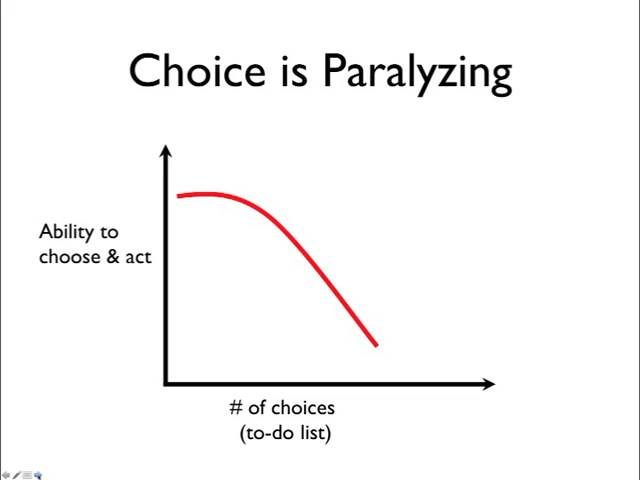 Choice is Paralyzing
Ability to
choose & act
# of choices
(to-do list)